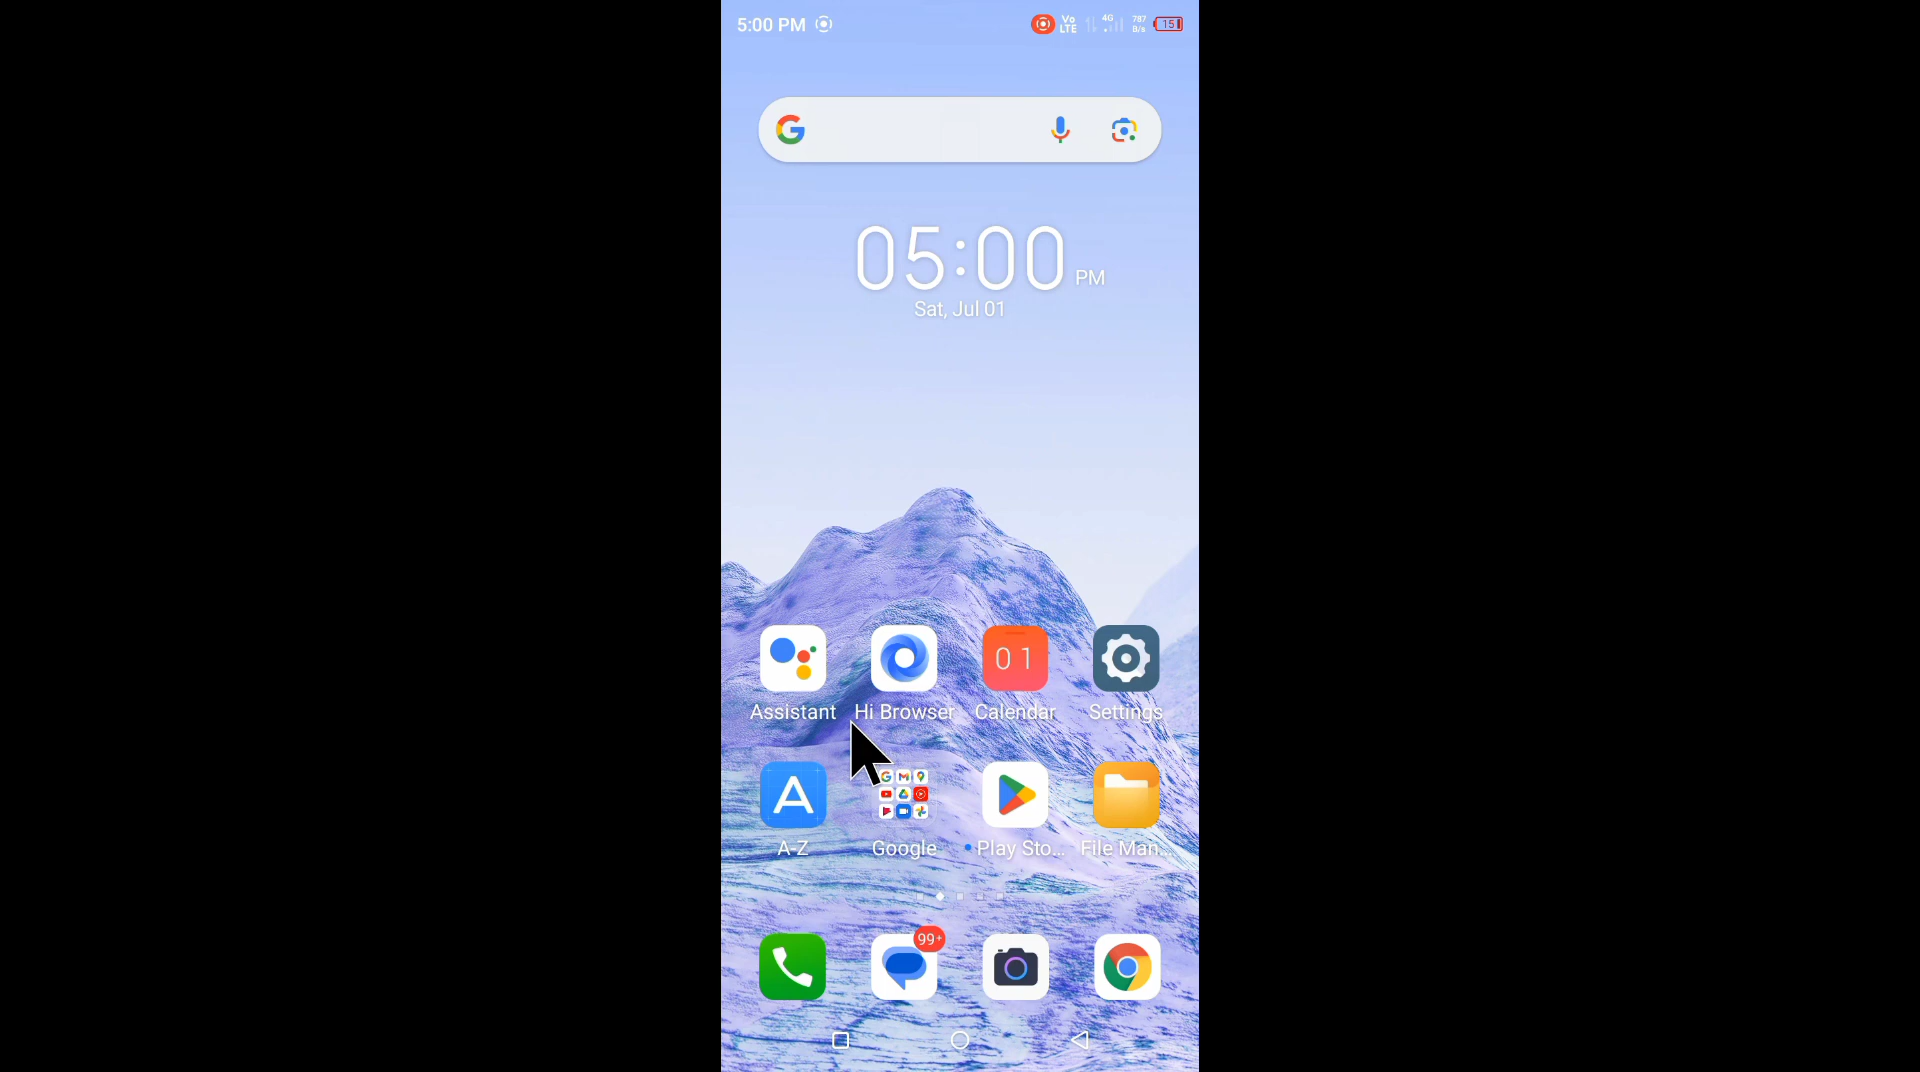 5:00 PM
Vo LTE
4G
787 B/s
15
05:00 PM
Sat, Jul 01
01
Assistant
Hi Browser
Calendar
Settings
A-Z
Google
Play Sto...
File Man...
99+